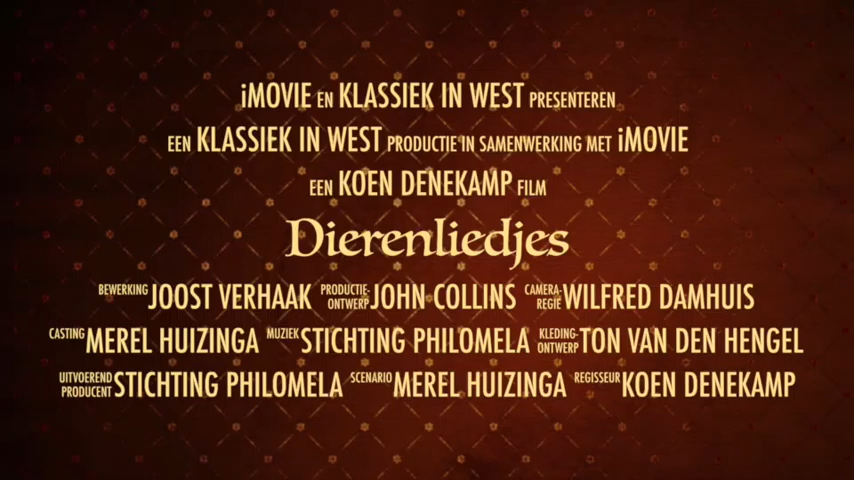 iMOVIE EN KLASSIEK IN WEST PRESENTEREN
EEN KLASSIEK IN WEST PRODUCTIE IN SAMENWERKING MET iMOVIE
EEN KOEN DENEKAMP FILM
Dierenliedjes
BEWERKING JOOST VERHAAK PRODUCTIE-ONTWERP JOHN COLLINS CAMERA-REGIE WILFRED DAMHUIS
CASTING MEREL HUIZINGA MUZIEK STICHTING PHILOMELA KLEDING-ONTWERP TON VAN DEN HENGEL
UITVOEREND PRODUCENT STICHTING PHILOMELA SCENARIO MEREL HUIZINGA REGISSEUR KOEN DENEKAMP